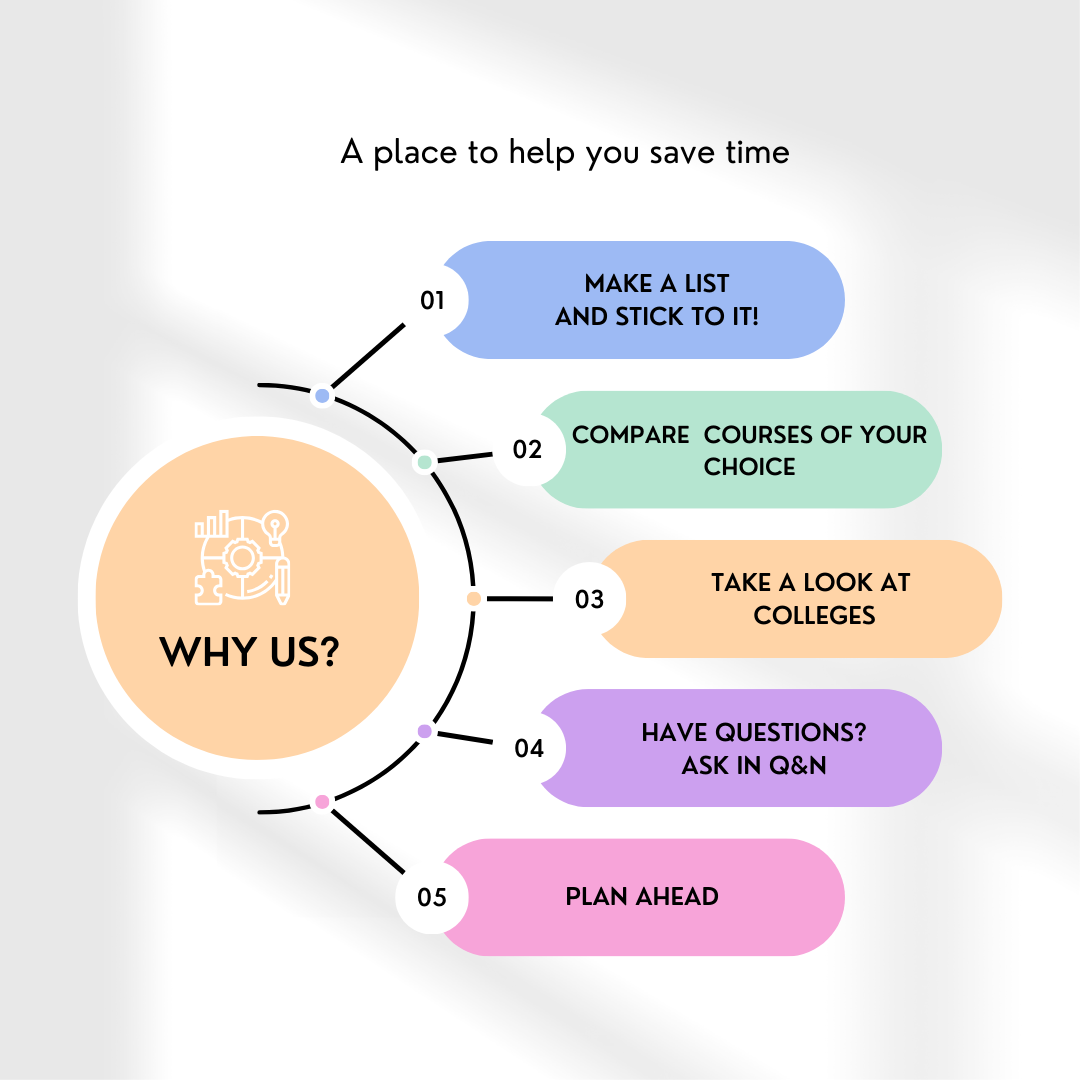 A place to help you save time
01
MAKE A LIST
AND STICK TO IT!
02
COMPARE  COURSES OF YOUR
CHOICE
03
TAKE A LOOK AT
COLLEGES
WHY US?
04
HAVE QUESTIONS?
ASK IN Q&N
05
PLAN AHEAD